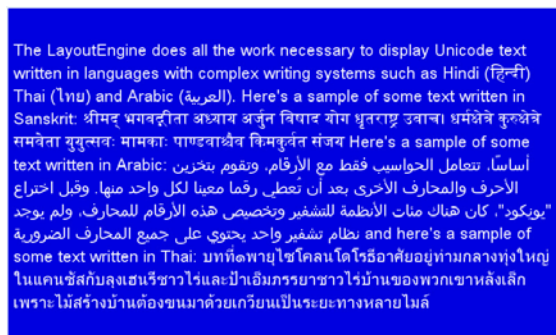 The LayoutEngine does all the work necessary to display Unicode text
written in languages with complex writing systems such as Hindi (हिन्दी)
Thai (ไทย) and Arabic (العربية). Here's a sample of some text written in
Sanskrit: श्रीमद् भगवद्गीता अध्याय अर्जुन विषाद योग धृतराष्ट्र उवाच। धर्मक्षेत्रे कुरुक्षेत्रे
समवेता युयुत्सवः मामकाः पाण्डवाश्चैव किमकुर्वत संजय Here's a sample of some
text written in Arabic: أساسًا، تتعامل الحواسيب فقط مع الأرقام، وتقوم بتخزين
الأحرف والمحارف الأخرى بعد أن تُعطي رقما معينا لكل واحد منها. وقبل اختراع
"يونِكود"، كان هناك مئات الأنظمة للتشفير وتخصيص هذه الأرقام للمحارف، ولم يوجد
نظام تشفير واحد يحتوي على جميع المحارف الضرورية and here's a sample of
some text written in Thai: บทที่๑พายุไซโคลนโดโรธีอาศัยอยู่ท่ามกลางทุ่งใหญ่
ในแคนซัสกับลุงเฮนรีชาวไร่และป้าเอ็มภรรยาชาวไร่บ้านของพวกเขาหลังเล็ก
เพราะไม้สร้างบ้านต้องขนมาด้วยเกวียนเป็นระยะทางหลายไมล์